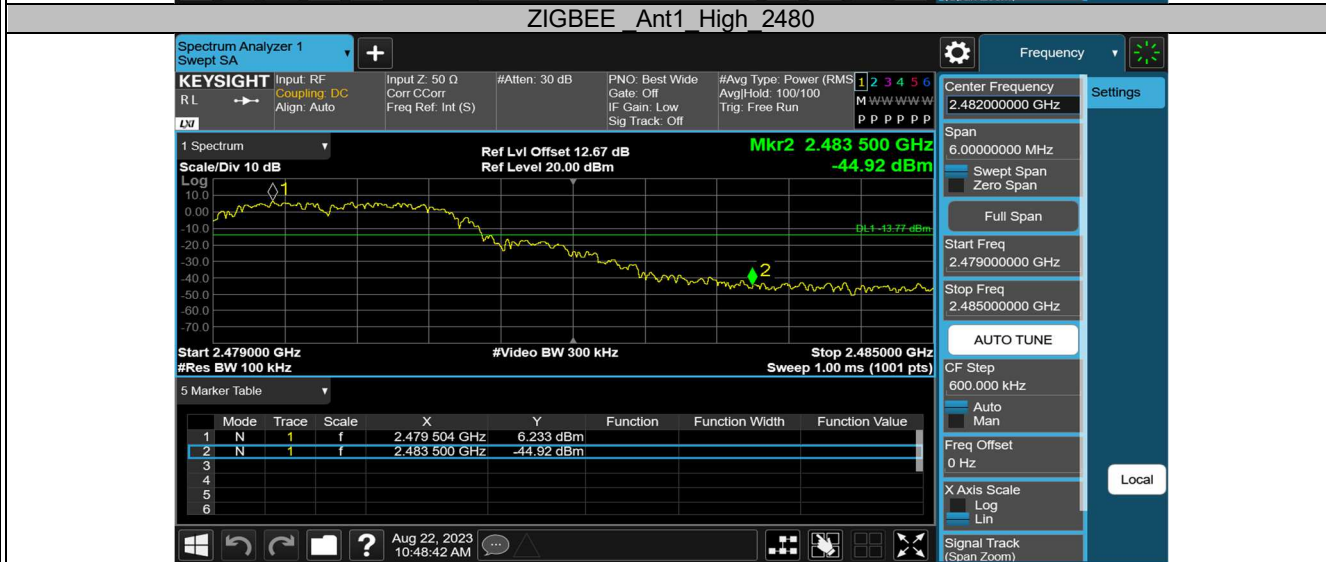 ZIGBEE _Ant1_High_2480
Spectrum Analyzer 1
Swept SA
+
Frequency
KEYSIGHT
R L
LXI
Input: RF
Coupling: DC
Align: Auto
Input Z: 50 Ω
Corr CCorr
Freq Ref: Int (S)
#Atten: 30 dB
PNO: Best Wide
Gate: Off
IF Gain: Low
Sig Track: Off
#Avg Type: Power (RMS
Avg|Hold: 100/100
Trig: Free Run
1 2 3 4 5 6
M W W W W W
P P P P P P
Center Frequency
2.482000000 GHz
Settings
1 Spectrum
Scale/Div 10 dB
Ref Lvl Offset 12.67 dB
Ref Level 20.00 dBm
Mkr2 2.483 500 GHz
-44.92 dBm
Span
6.00000000 MHz
Swept Span
Zero Span
Full Span
Log
10.0
0.00
-10.0
-20.0
-30.0
-40.0
-50.0
-60.0
-70.0
1
2
DL1 -13.77 dBm
Start Freq
2.479000000 GHz
Stop Freq
2.485000000 GHz
AUTO TUNE
Start 2.479000 GHz
#Res BW 100 kHz
#Video BW 300 kHz
Stop 2.485000 GHz
Sweep 1.00 ms (1001 pts)
CF Step
600.000 kHz
Auto
Man
5 Marker Table
Mode Trace Scale X Y Function Function Width Function Value
1 N 1 f 2.479 504 GHz 6.233 dBm
2 N 1 f 2.483 500 GHz -44.92 dBm
3
4
5
6
Freq Offset
0 Hz
X Axis Scale
Log
Lin
Local
Signal Track
(Span Zoom)
?
Aug 22, 2023
10:48:42 AM